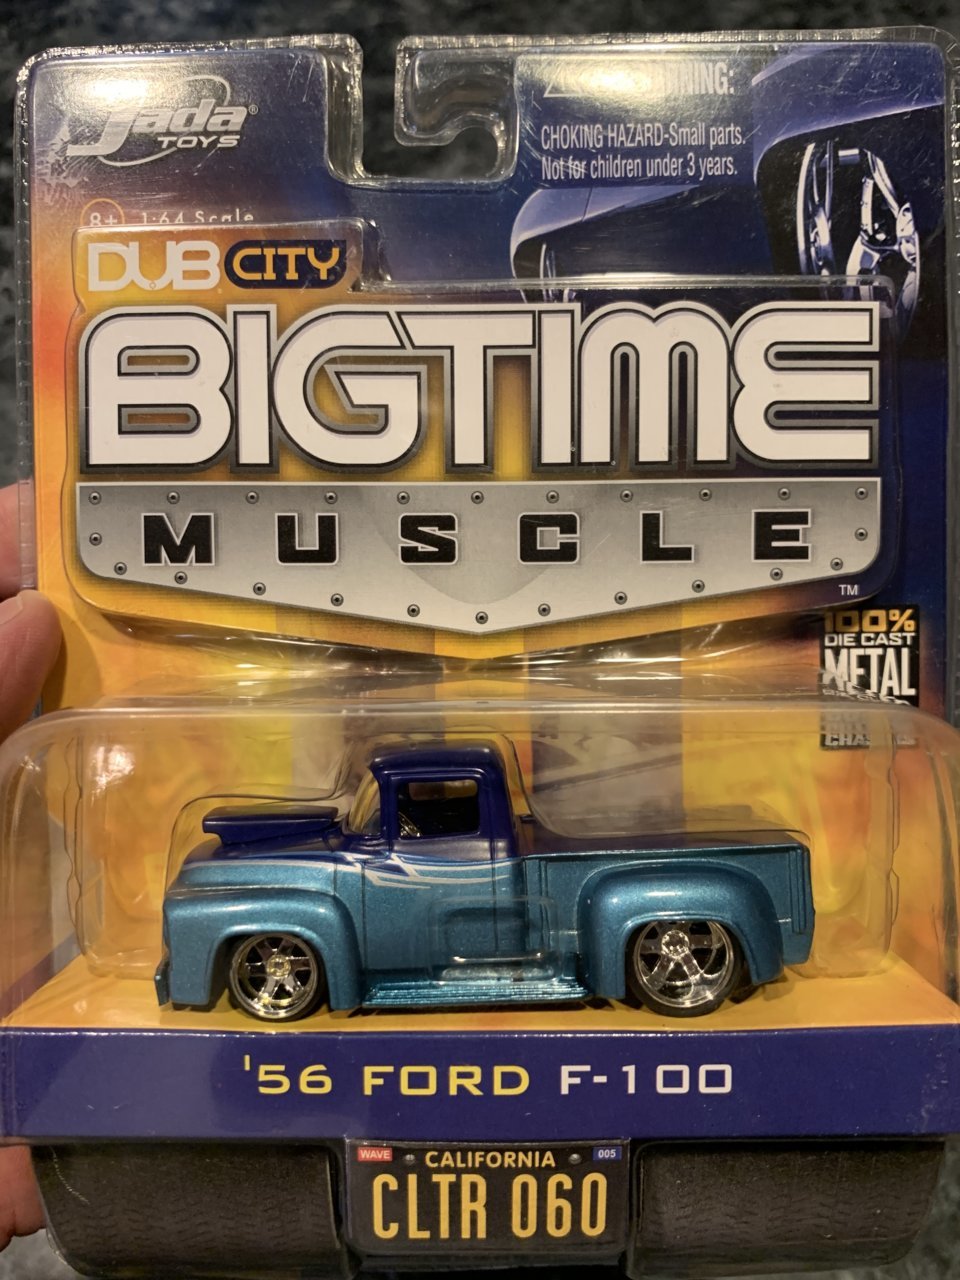 Jada®
TOYS
WARNING:
CHOKING HAZARD-Small parts.
Not for children under 3 years.
8+ 1:64 Scale
DUB CITY
BIGTIME
MUSCLE
TM
100%
DIE CAST
METAL
'56 FORD F-100
WAVE 005
CALIFORNIA
CLTR 060